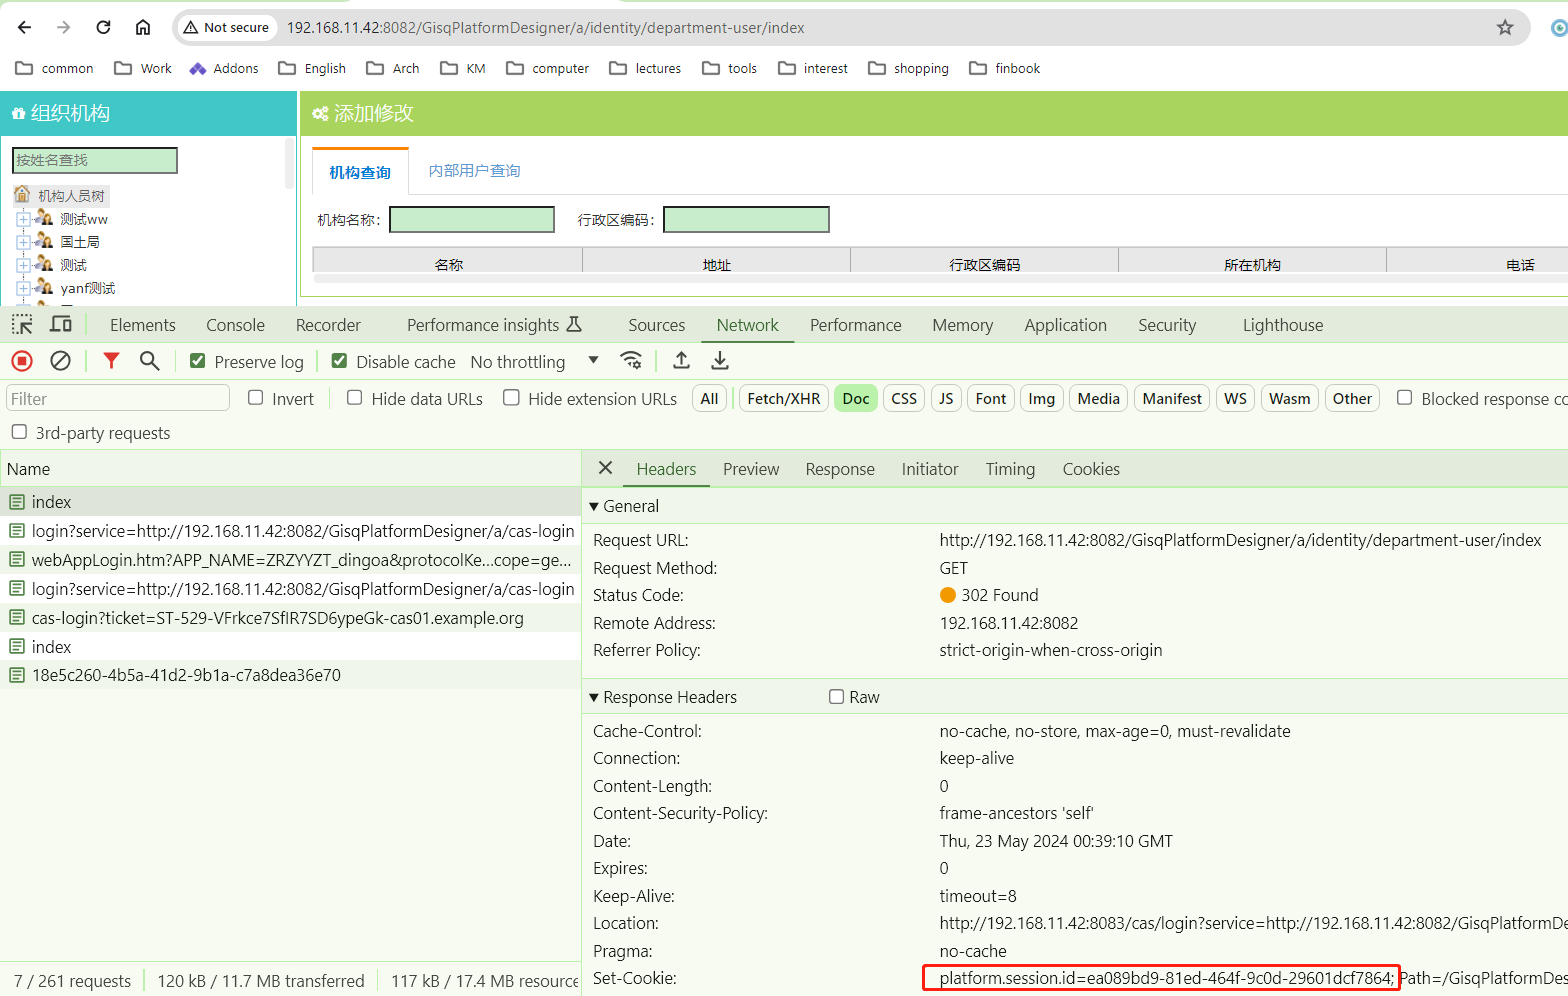 Not secure 192.168.11.42:8082/GisqPlatformDesigner/a/identity/department-user/index
common Work Addons English Arch KM computer lectures tools interest shopping finbook
组织机构 添加修改
按姓名查找
机构查询 内部用户查询
机构人员树
测试ww
国土局
测试
yanf测试
机构名称： 行政区编码：
名称 地址 行政区编码 所在机构 电话
Elements Console Recorder Performance insights Sources Network Performance Memory Application Security Lighthouse
Preserve log Disable cache No throttling
Filter Invert Hide data URLs Hide extension URLs All Fetch/XHR Doc CSS JS Font Img Media Manifest WS Wasm Other Blocked response co
3rd-party requests
Name
index
login?service=http://192.168.11.42:8082/GisqPlatformDesigner/a/cas-login
webAppLogin.htm?APP_NAME=ZRZYYZT_dingoa&protocolKe...cope=ge...
login?service=http://192.168.11.42:8082/GisqPlatformDesigner/a/cas-login
cas-login?ticket=ST-529-VFrkce7SfIR7SD6ypeGk-cas01.example.org
index
18e5c260-4b5a-41d2-9b1a-c7a8dea36e70
7 / 261 requests 120 kB / 11.7 MB transferred 117 kB / 17.4 MB resource
Headers Preview Response Initiator Timing Cookies
General
Request URL: http://192.168.11.42:8082/GisqPlatformDesigner/a/identity/department-user/index
Request Method: GET
Status Code: 302 Found
Remote Address: 192.168.11.42:8082
Referrer Policy: strict-origin-when-cross-origin
Response Headers Raw
Cache-Control: no-cache, no-store, max-age=0, must-revalidate
Connection: keep-alive
Content-Length: 0
Content-Security-Policy: frame-ancestors 'self'
Date: Thu, 23 May 2024 00:39:10 GMT
Expires: 0
Keep-Alive: timeout=8
Location: http://192.168.11.42:8083/cas/login?service=http://192.168.11.42:8082/GisqPlatformDe
Pragma: no-cache
Set-Cookie: platform.session.id=ea089bd9-81ed-464f-9c0d-29601dcf7864; Path=/GisqPlatformDes